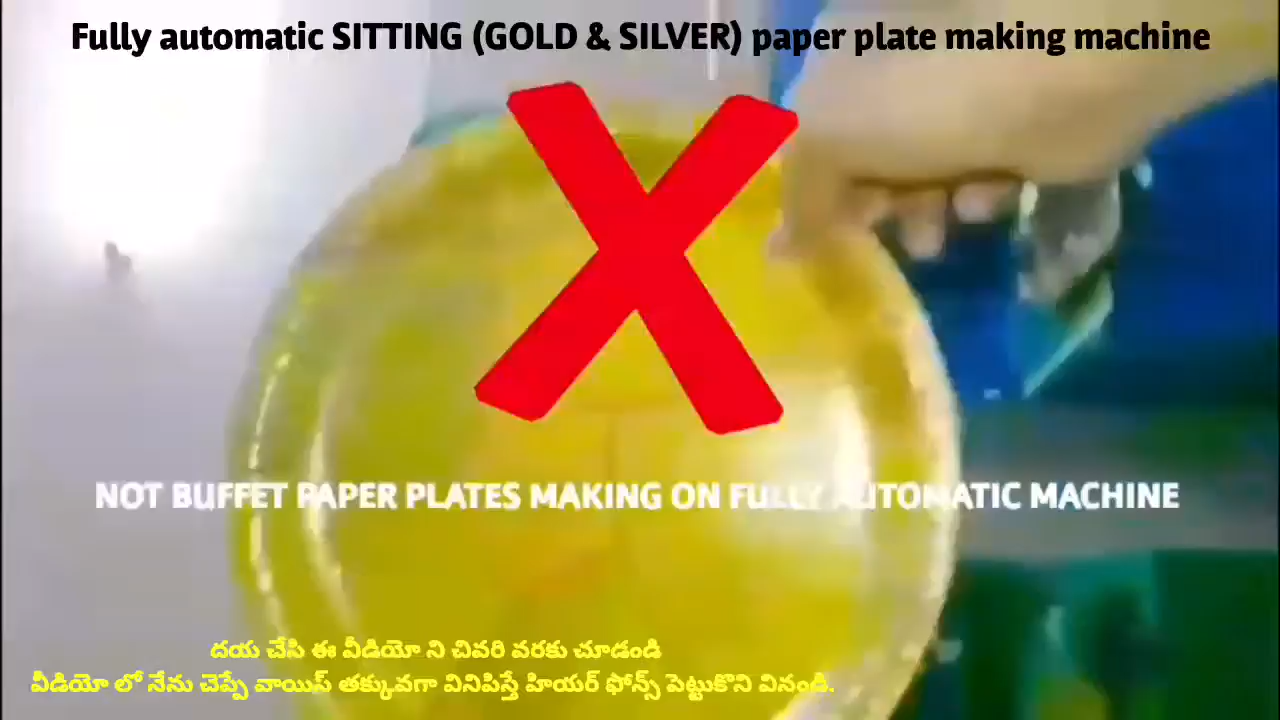 Fully automatic SITTING (GOLD & SILVER) paper plate making machine
NOT BUFFET PAPER PLATES MAKING ON FULLY AUTOMATIC MACHINE
దయ చేసి ఈ వీడియో ని చివరి వరకు చూడండి
వీడియో లో నేను చెప్పే వాయిస్ తక్కువగా వినిపిస్తే హియర్ ఫోన్స్ పెట్టుకొని వినండి.